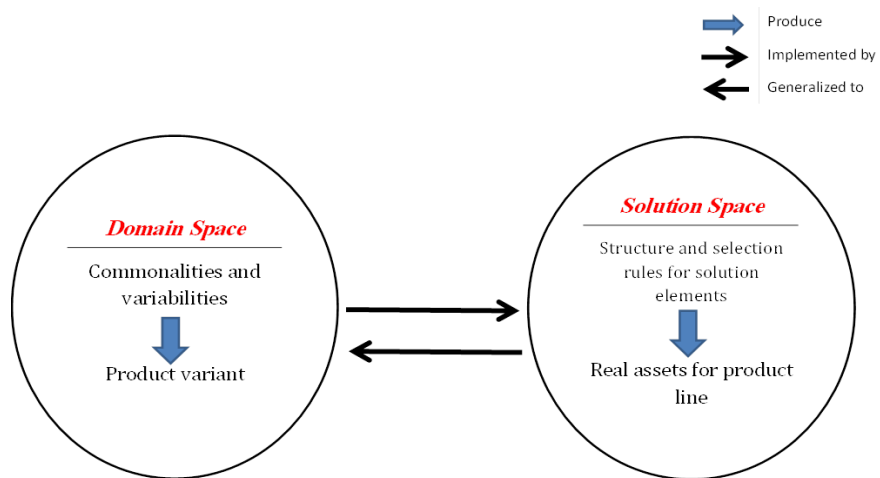 Produce
Implemented by
Generalized to
Domain Space
Commonalities and
variabilities
Product variant
Solution Space
Structure and selection
rules for solution
elements
Real assets for product
line